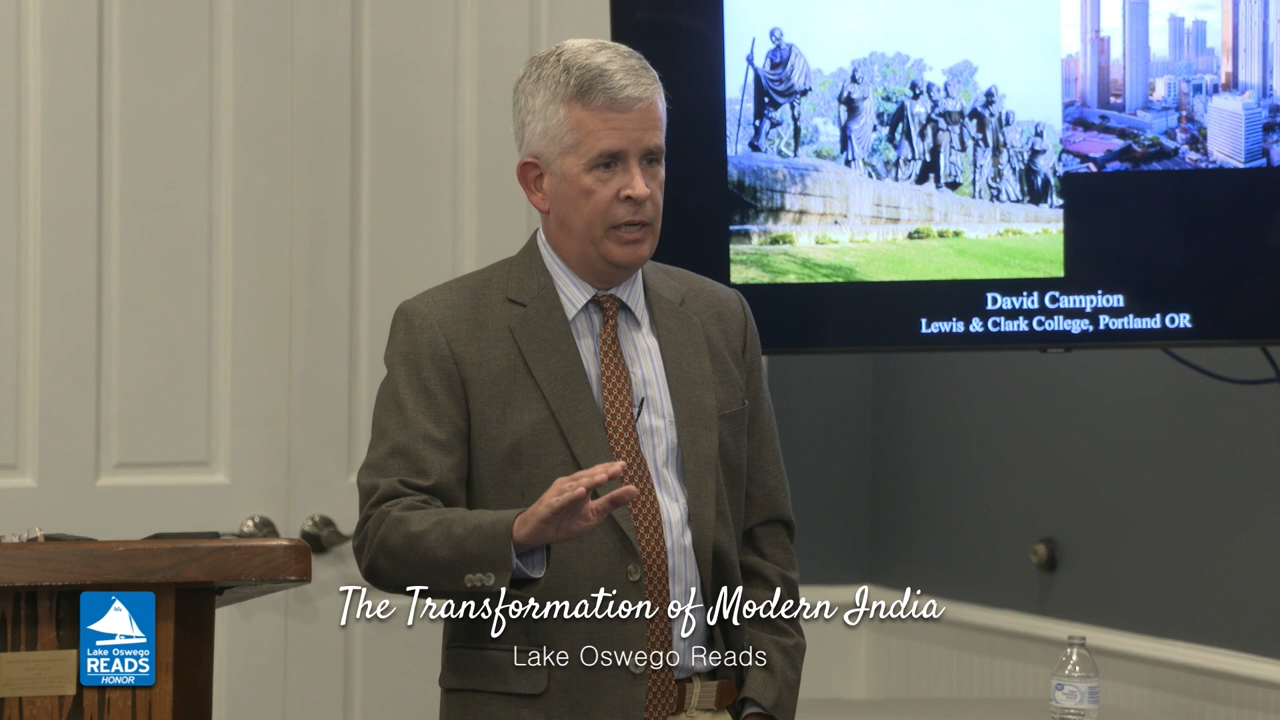 David Campion
Lewis & Clark College, Portland OR
The Transformation of Modern India
Lake Oswego Reads
Lake Oswego
READS
HONOR